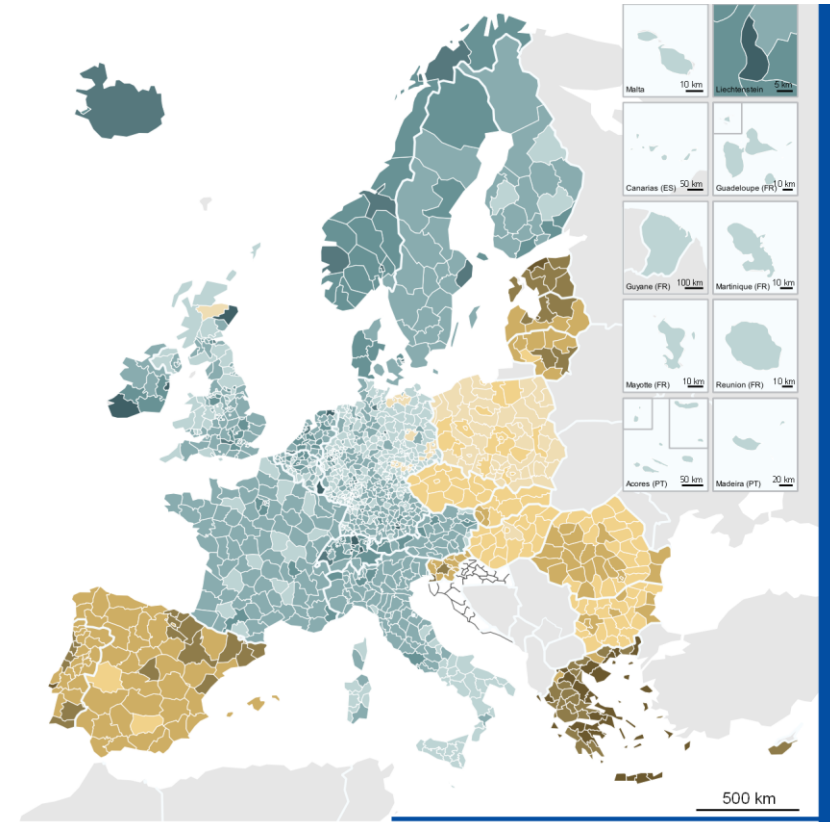 Malta
10 km
Liechtenstein
5 km
Canarias (ES)
50 km
Guadeloupe (FR)
10 km
Guyane (FR)
100 km
Martinique (FR)
10 km
Mayotte (FR)
10 km
Reunion (FR)
10 km
Acores (PT)
50 km
Madeira (PT)
20 km
500 km